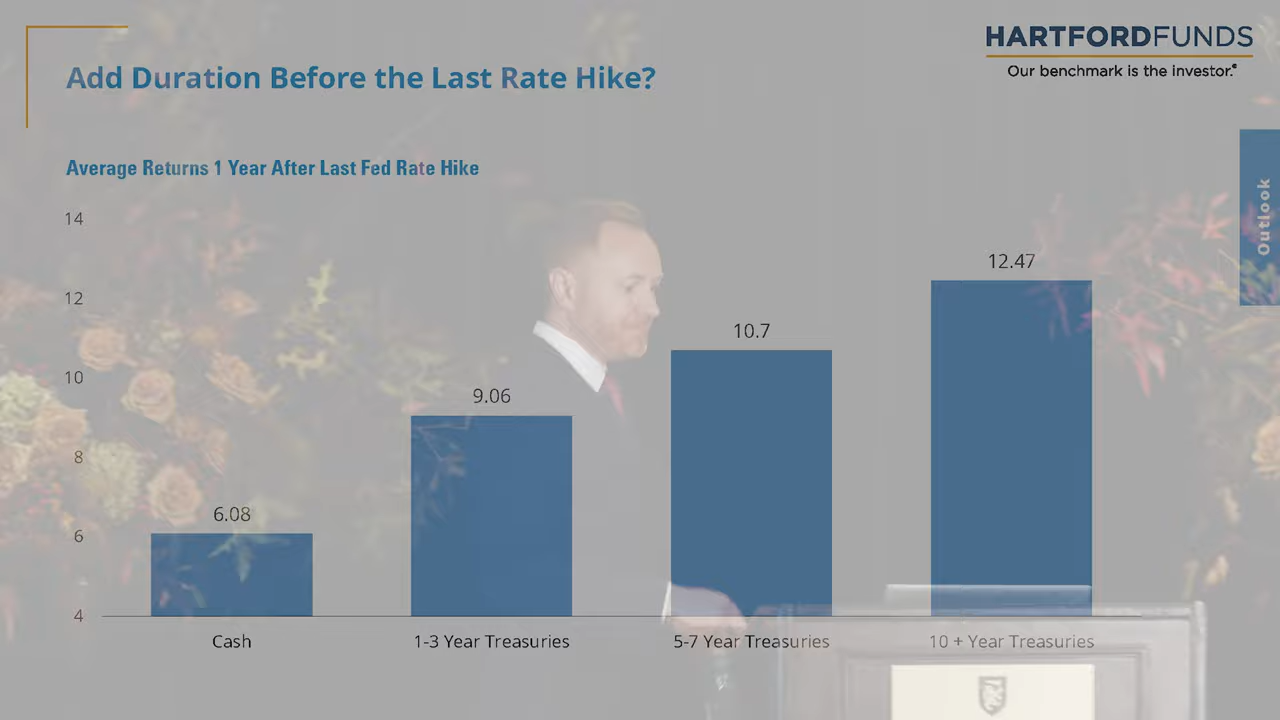 HARTFORDFUNDS
Our benchmark is the investor.®
Add Duration Before the Last Rate Hike?
Average Returns 1 Year After Last Fed Rate Hike
Outlook
14
12
10
8
6
4
6.08
9.06
10.7
12.47
Cash
1-3 Year Treasuries
5-7 Year Treasuries
10 + Year Treasuries